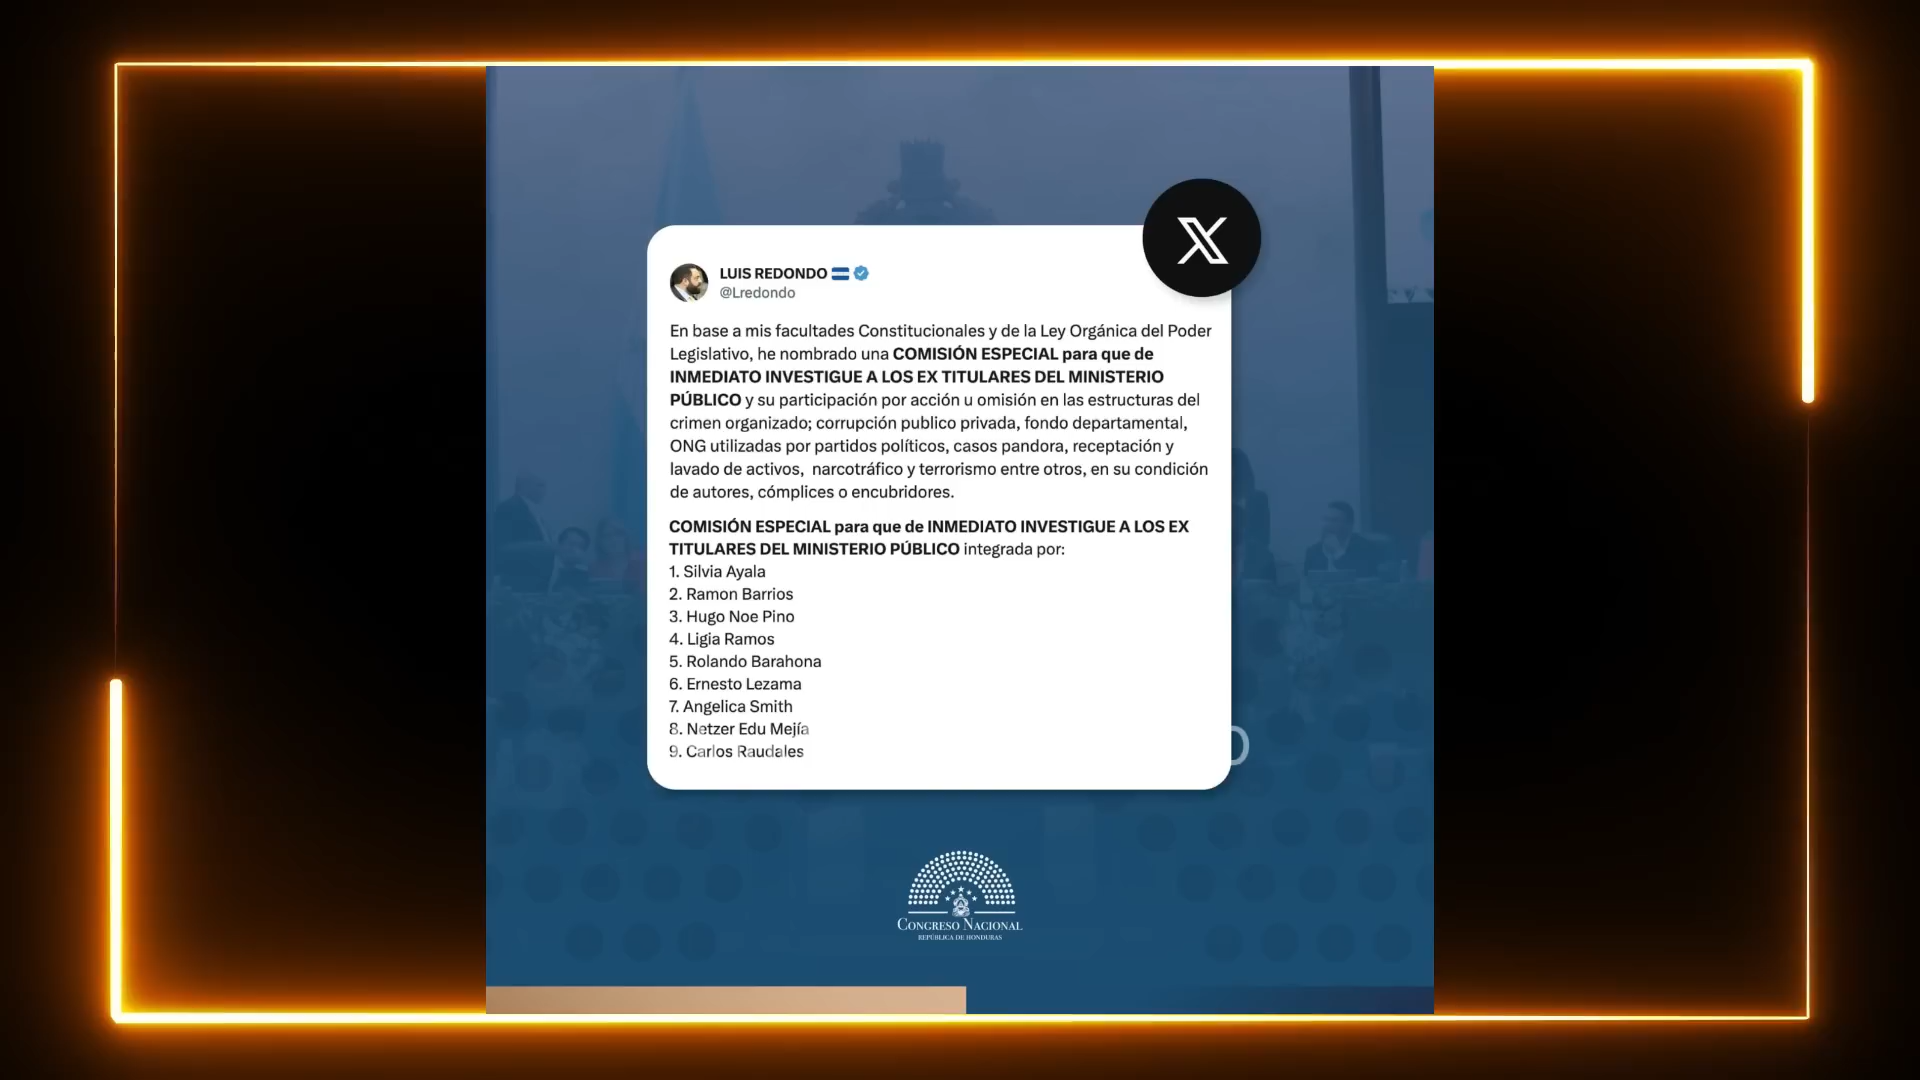 LUIS REDONDO
@Lredondo
En base a mis facultades Constitucionales y de la Ley Orgánica del Poder
Legislativo, he nombrado una COMISIÓN ESPECIAL para que de
INMEDIATO INVESTIGUE A LOS EX TITULARES DEL MINISTERIO
PÚBLICO y su participación por acción u omisión en las estructuras del
crimen organizado; corrupción publico privada, fondo departamental,
ONG utilizadas por partidos políticos, casos pandora, receptación y
lavado de activos, narcotráfico y terrorismo entre otros, en su condición
de autores, cómplices o encubridores.
COMISIÓN ESPECIAL para que de INMEDIATO INVESTIGUE A LOS EX
TITULARES DEL MINISTERIO PÚBLICO integrada por:
1. Silvia Ayala
2. Ramon Barrios
3. Hugo Noe Pino
4. Ligia Ramos
5. Rolando Barahona
6. Ernesto Lezama
7. Angelica Smith
8. Netzer Edu Mejía
9. Carlos Raudales
CONGRESO NACIONAL
REPÚBLICA DE HONDURAS